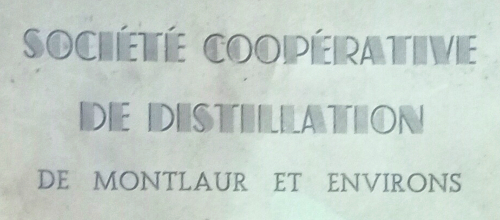 SOCIÉTÉ COOPÉRATIVE
DE DISTILLATION
DE MONTLAUR ET ENVIRONS